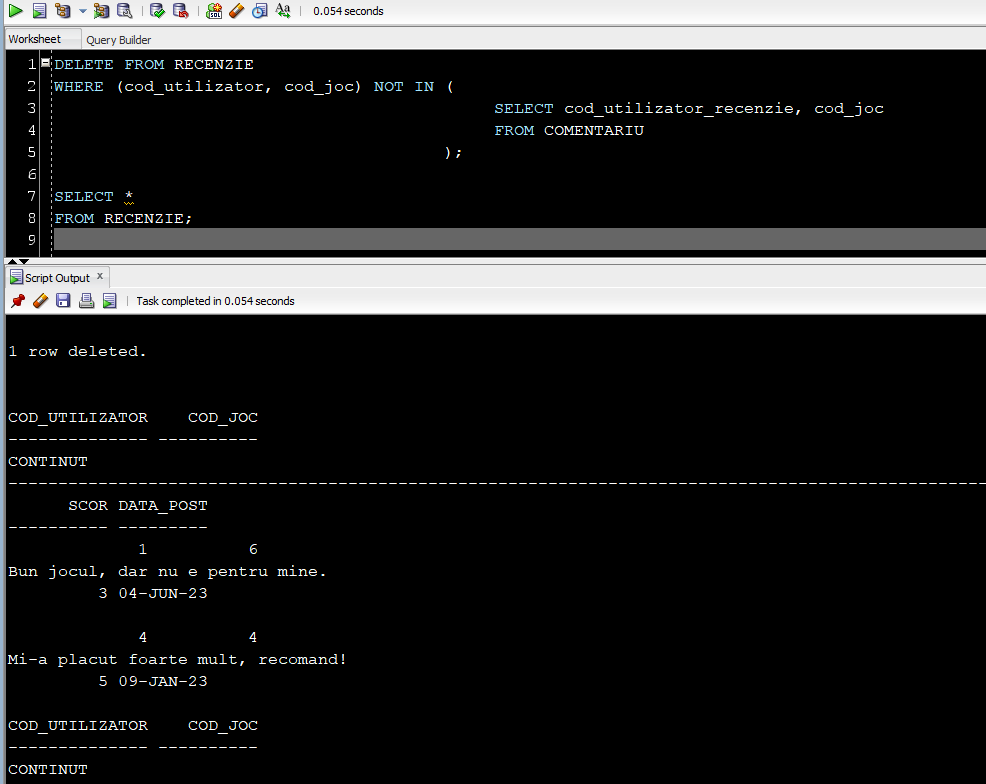 0.054 seconds
Worksheet Query Builder
1 DELETE FROM RECENZIE
2 WHERE (cod_utilizator, cod_joc) NOT IN (
3 SELECT cod_utilizator_recenzie, cod_joc
4 FROM COMENTARIU
5 );
6
7 SELECT *
8 FROM RECENZIE;
9
Script Output x
Task completed in 0.054 seconds
1 row deleted.
COD_UTILIZATOR COD_JOC
-------------- ----------
CONTINUT
--------------------------------------------------------------------------------------------------
SCOR DATA_POST
---------- ---------
1 6
Bun jocul, dar nu e pentru mine.
3 04-JUN-23
4 4
Mi-a placut foarte mult, recomand!
5 09-JAN-23
COD_UTILIZATOR COD_JOC
-------------- ----------
CONTINUT